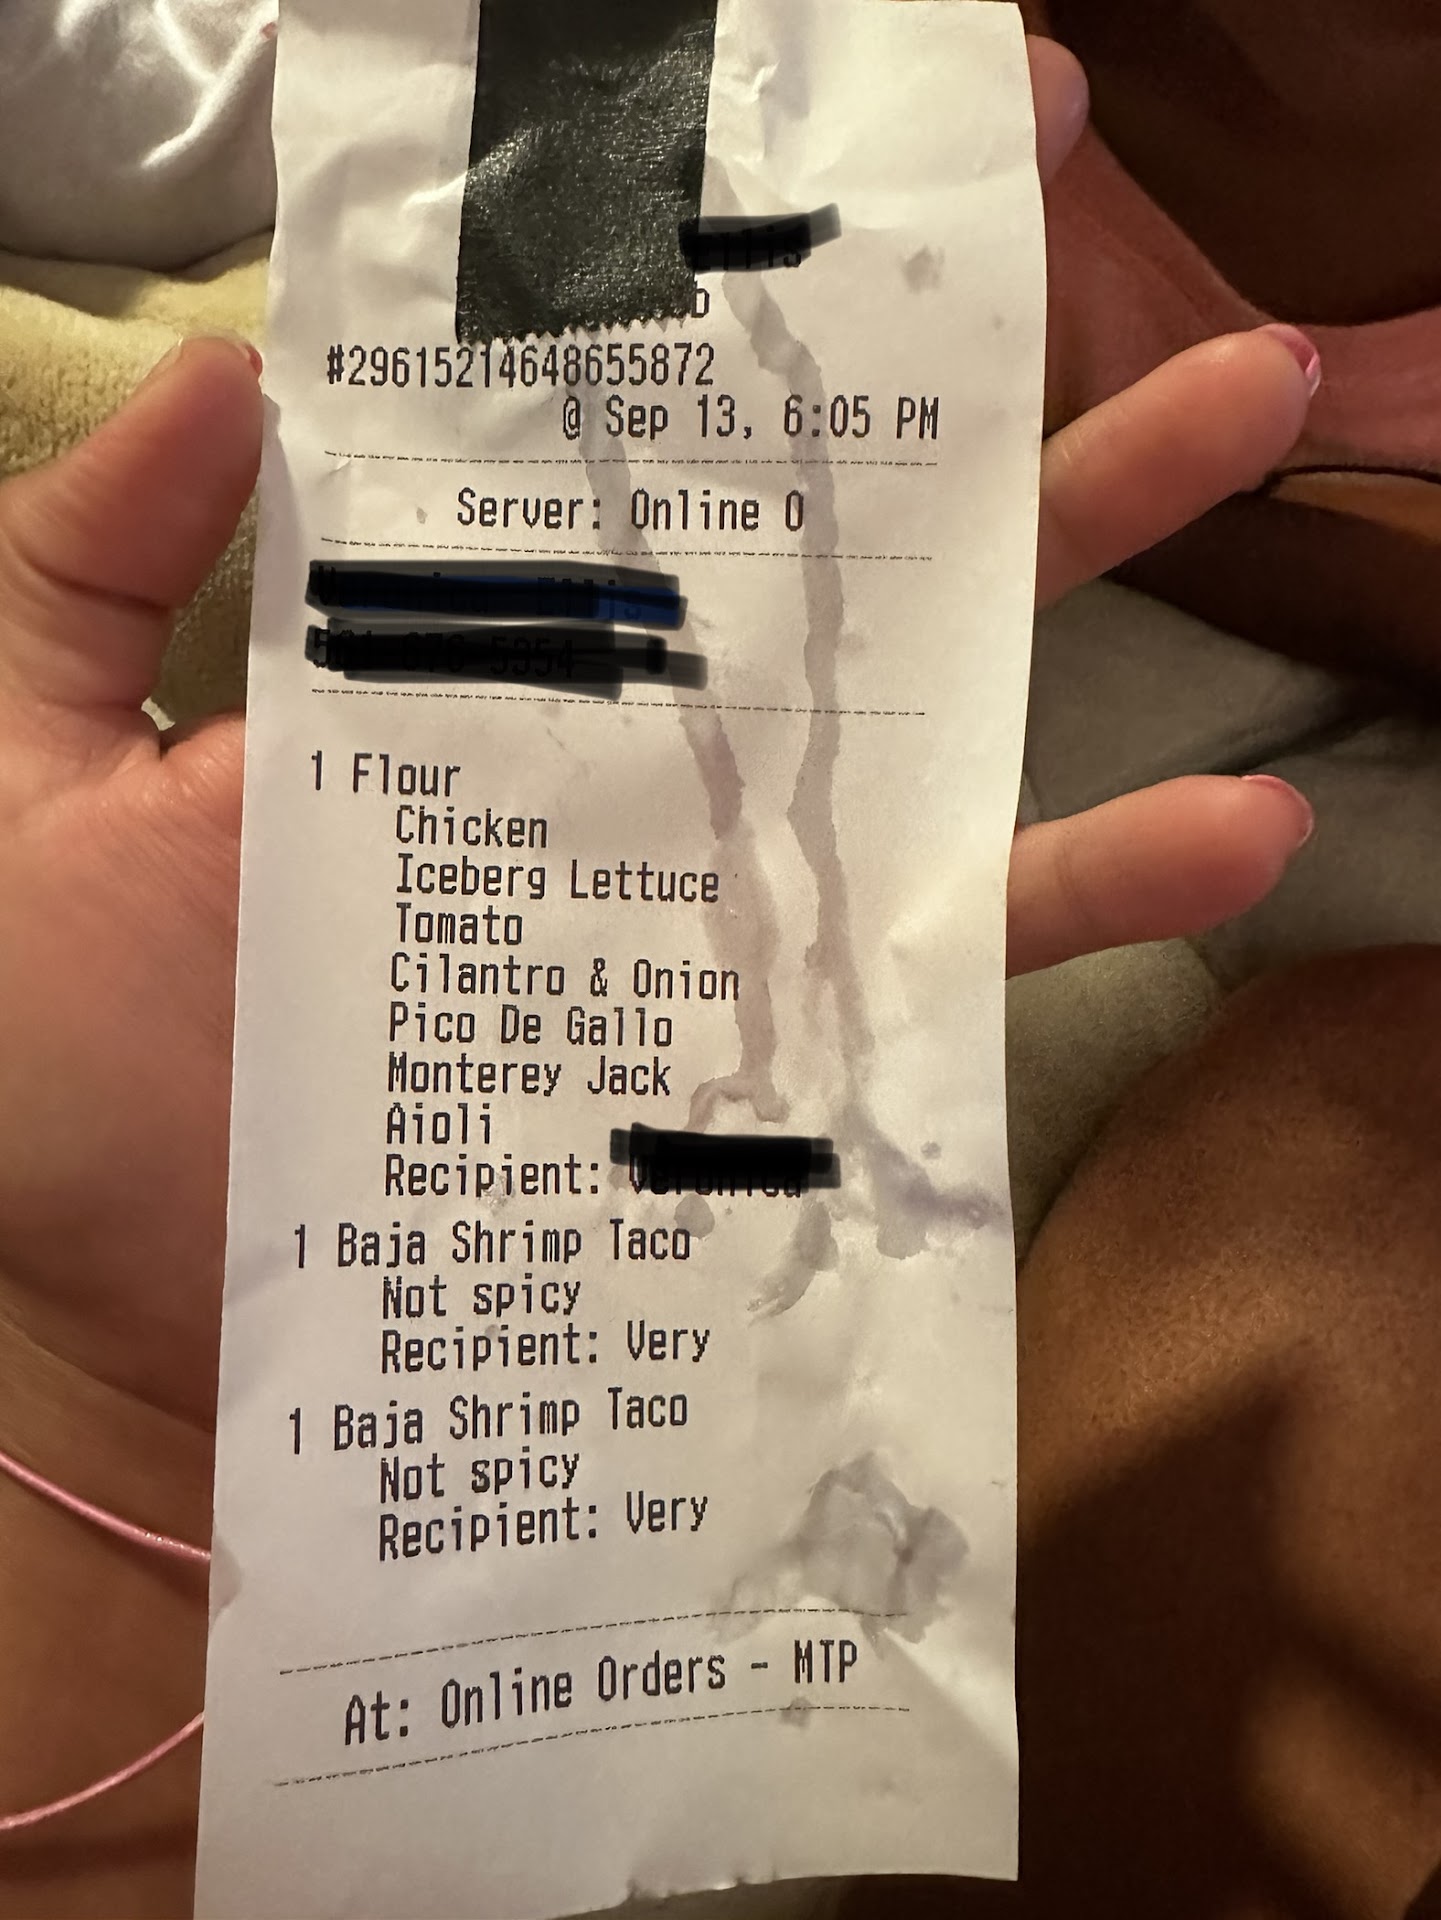 #29615214648655872
@ Sep 13, 6:05 PM
Server: Online O
1 Flour
Chicken
Iceberg Lettuce
Tomato
Cilantro & Onion
Pico De Gallo
Monterey Jack
Aioli
Recipient:
1 Baja Shrimp Taco
Not spicy
Recipient: Very
1 Baja Shrimp Taco
Not spicy
Recipient: Very
At: Online Orders - MTP